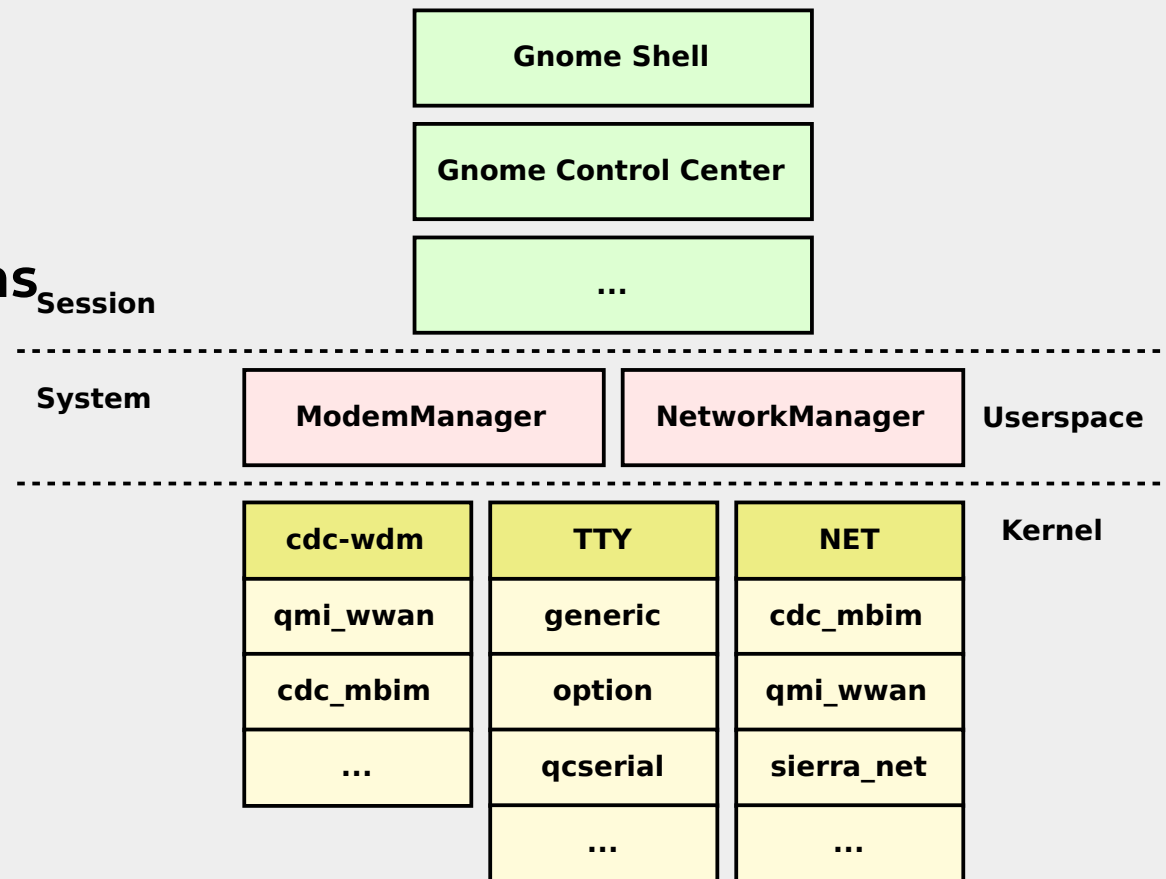 Gnome Shell
Gnome Control Center
...
Session
System
ModemManager
NetworkManager
Userspace
Kernel
cdc-wdm
qmi_wwan
cdc_mbim
...
TTY
generic
option
qcserial
...
NET
cdc_mbim
qmi_wwan
sierra_net
...